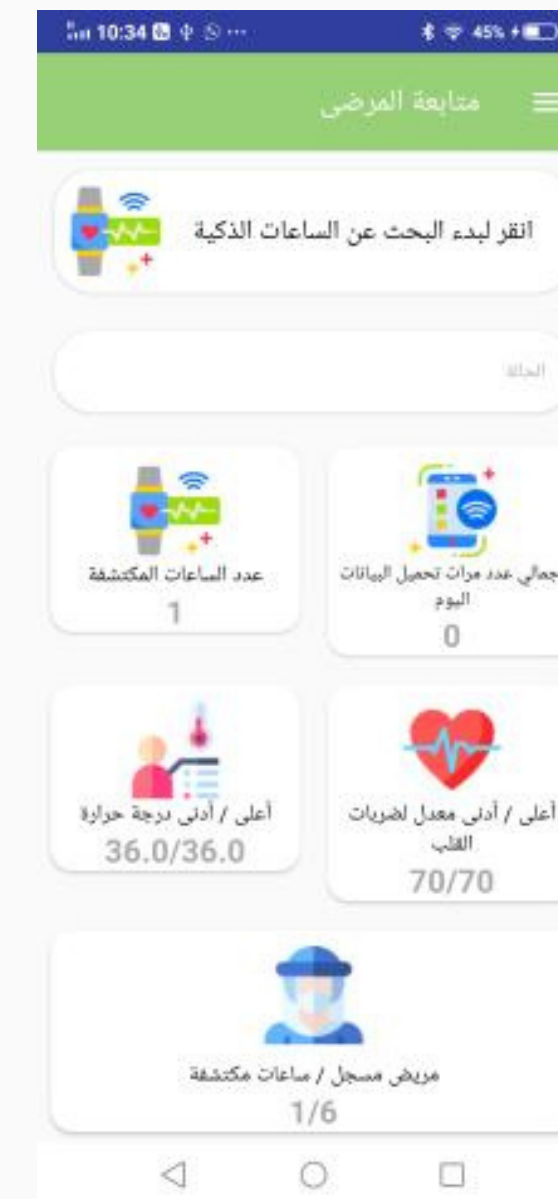 10:34
45%
متابعة المرضى
انقر لبدء البحث عن الساعات الذكية
الحالة
جمالي عدد مرات تحميل البيانات
اليوم
0
عدد الساعات المكتشفة
1
أعلى / أدنى معدل لضربات
القلب
70/70
أعلى / أدنى درجة حرارة
36.0/36.0
مريض مسجل / ساعات مكتشفة
1/6